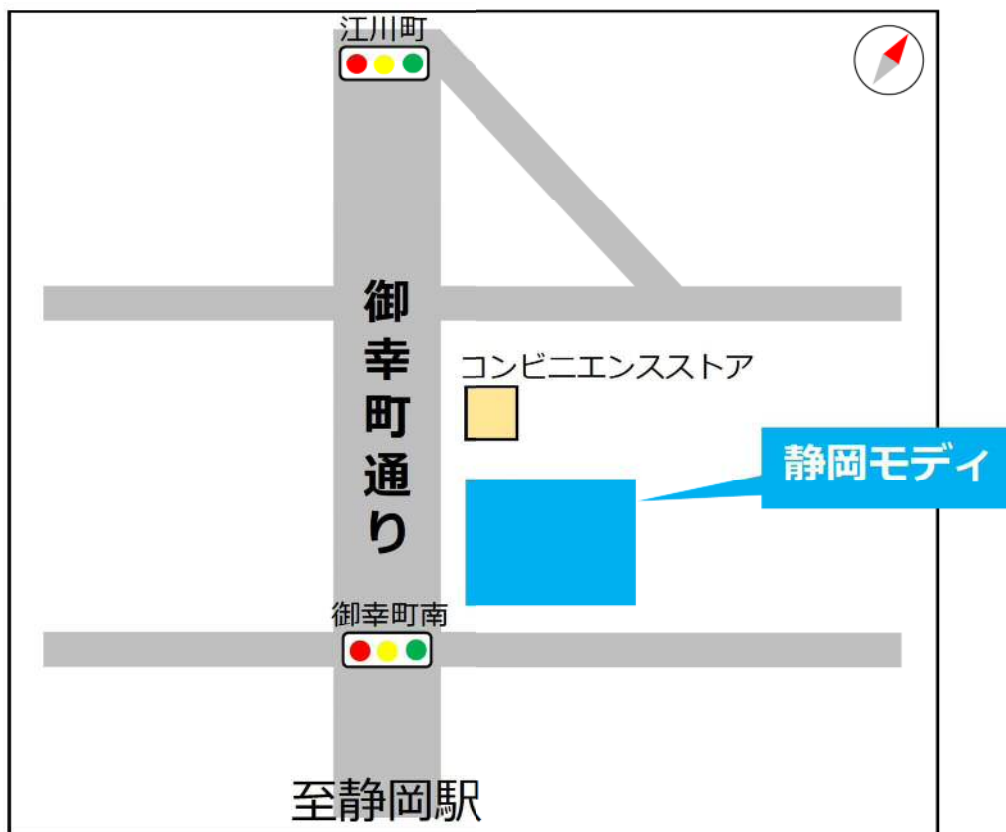 江川町
御幸町通り
コンビニエンスストア
静岡モディ
御幸町南
至静岡駅